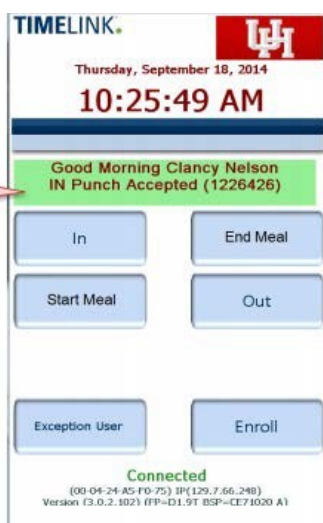 TIMELINK.
UH
Thursday, September 18, 2014
10:25:49 AM
Good Morning Clancy Nelson
IN Punch Accepted (1226426)
In
End Meal
Start Meal
Out
Exception User
Enroll
Connected
(00-04-24-A5-F0-75) IP(129.7.66.248)
Version (3.0.2.102) (FP=D1.9T BSP=CE71020 A)